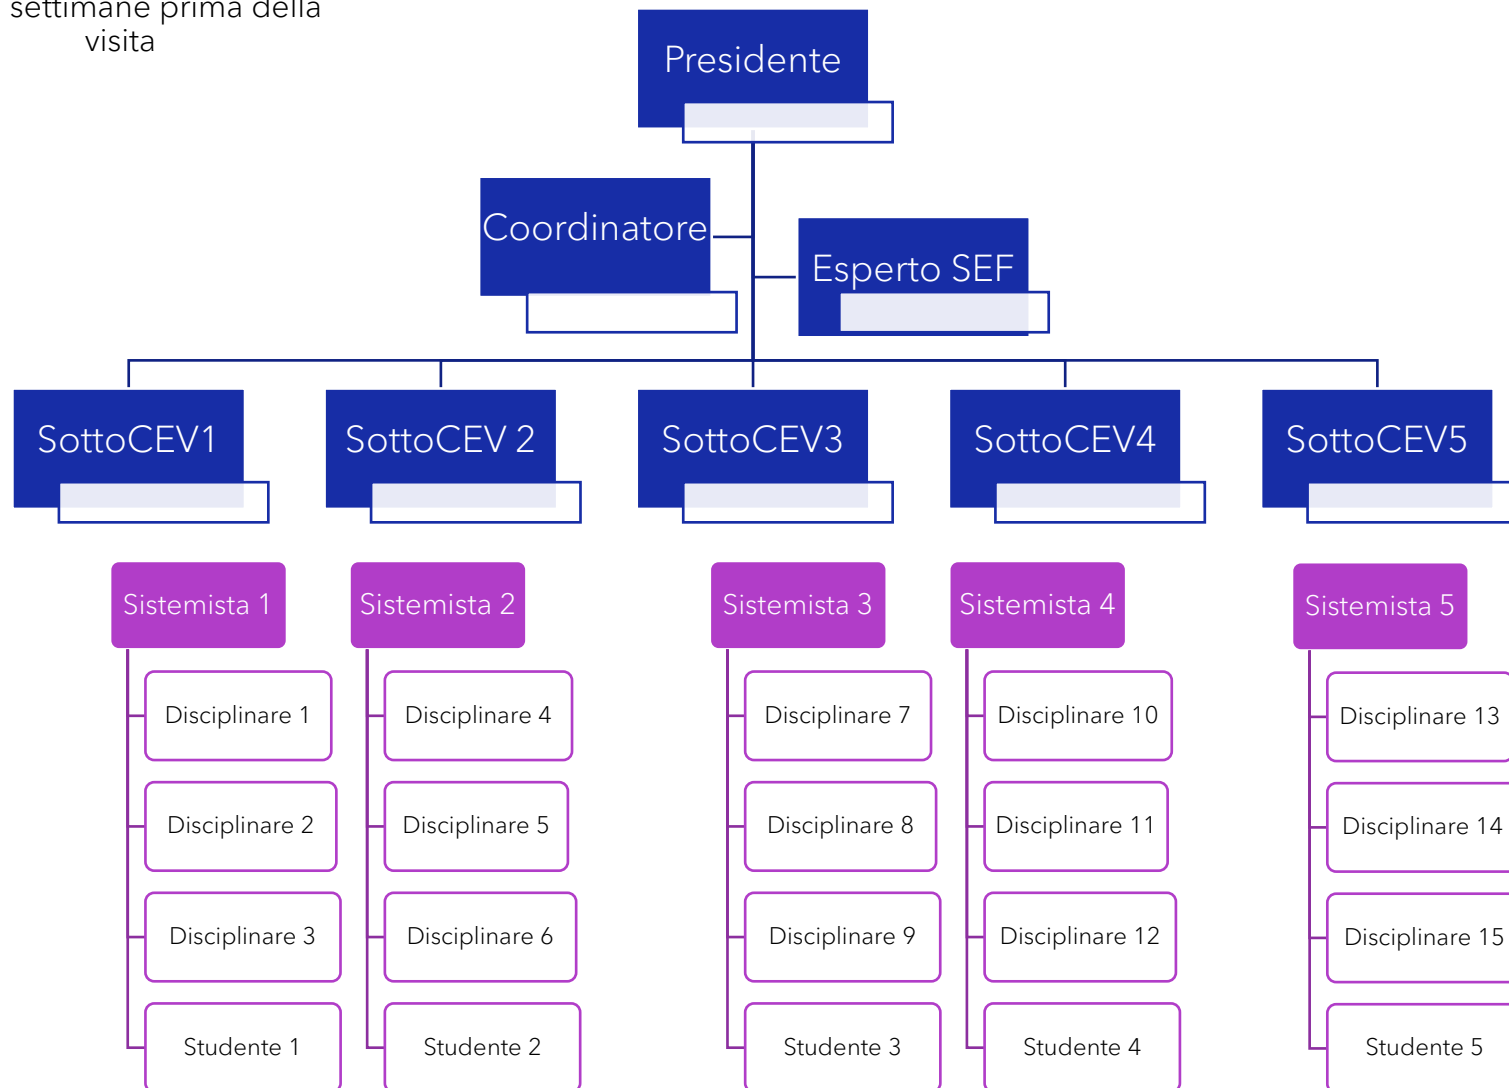 settimane prima della
visita
Presidente
Coordinatore
Esperto SEF
SottoCEV1
SottoCEV 2
SottoCEV3
SottoCEV4
SottoCEV5
Sistemista 1
Sistemista 2
Sistemista 3
Sistemista 4
Sistemista 5
Disciplinare 1
Disciplinare 4
Disciplinare 7
Disciplinare 10
Disciplinare 13
Disciplinare 2
Disciplinare 5
Disciplinare 8
Disciplinare 11
Disciplinare 14
Disciplinare 3
Disciplinare 6
Disciplinare 9
Disciplinare 12
Disciplinare 15
Studente 1
Studente 2
Studente 3
Studente 4
Studente 5